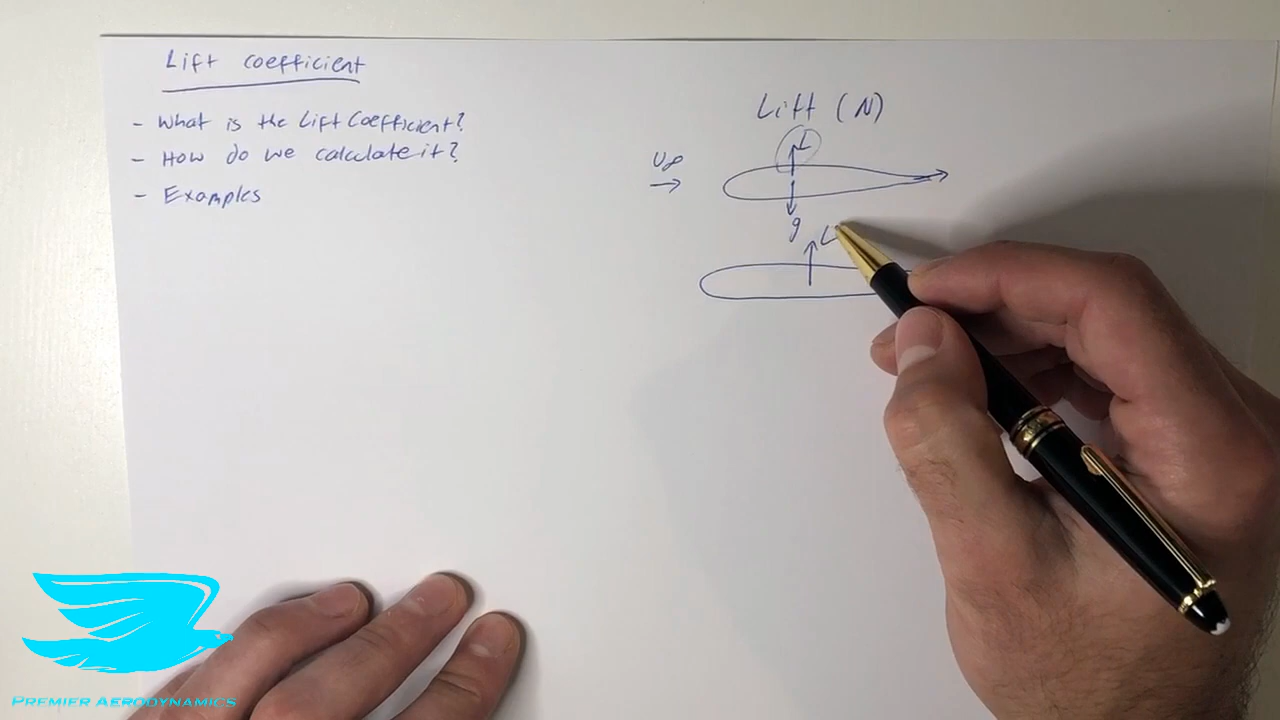 Lift coefficient
- What is the Lift Coefficient?
- How do we calculate it?
- Examples
Lift (N)
L
U∞
g
L
PREMIER AERODYNAMICS